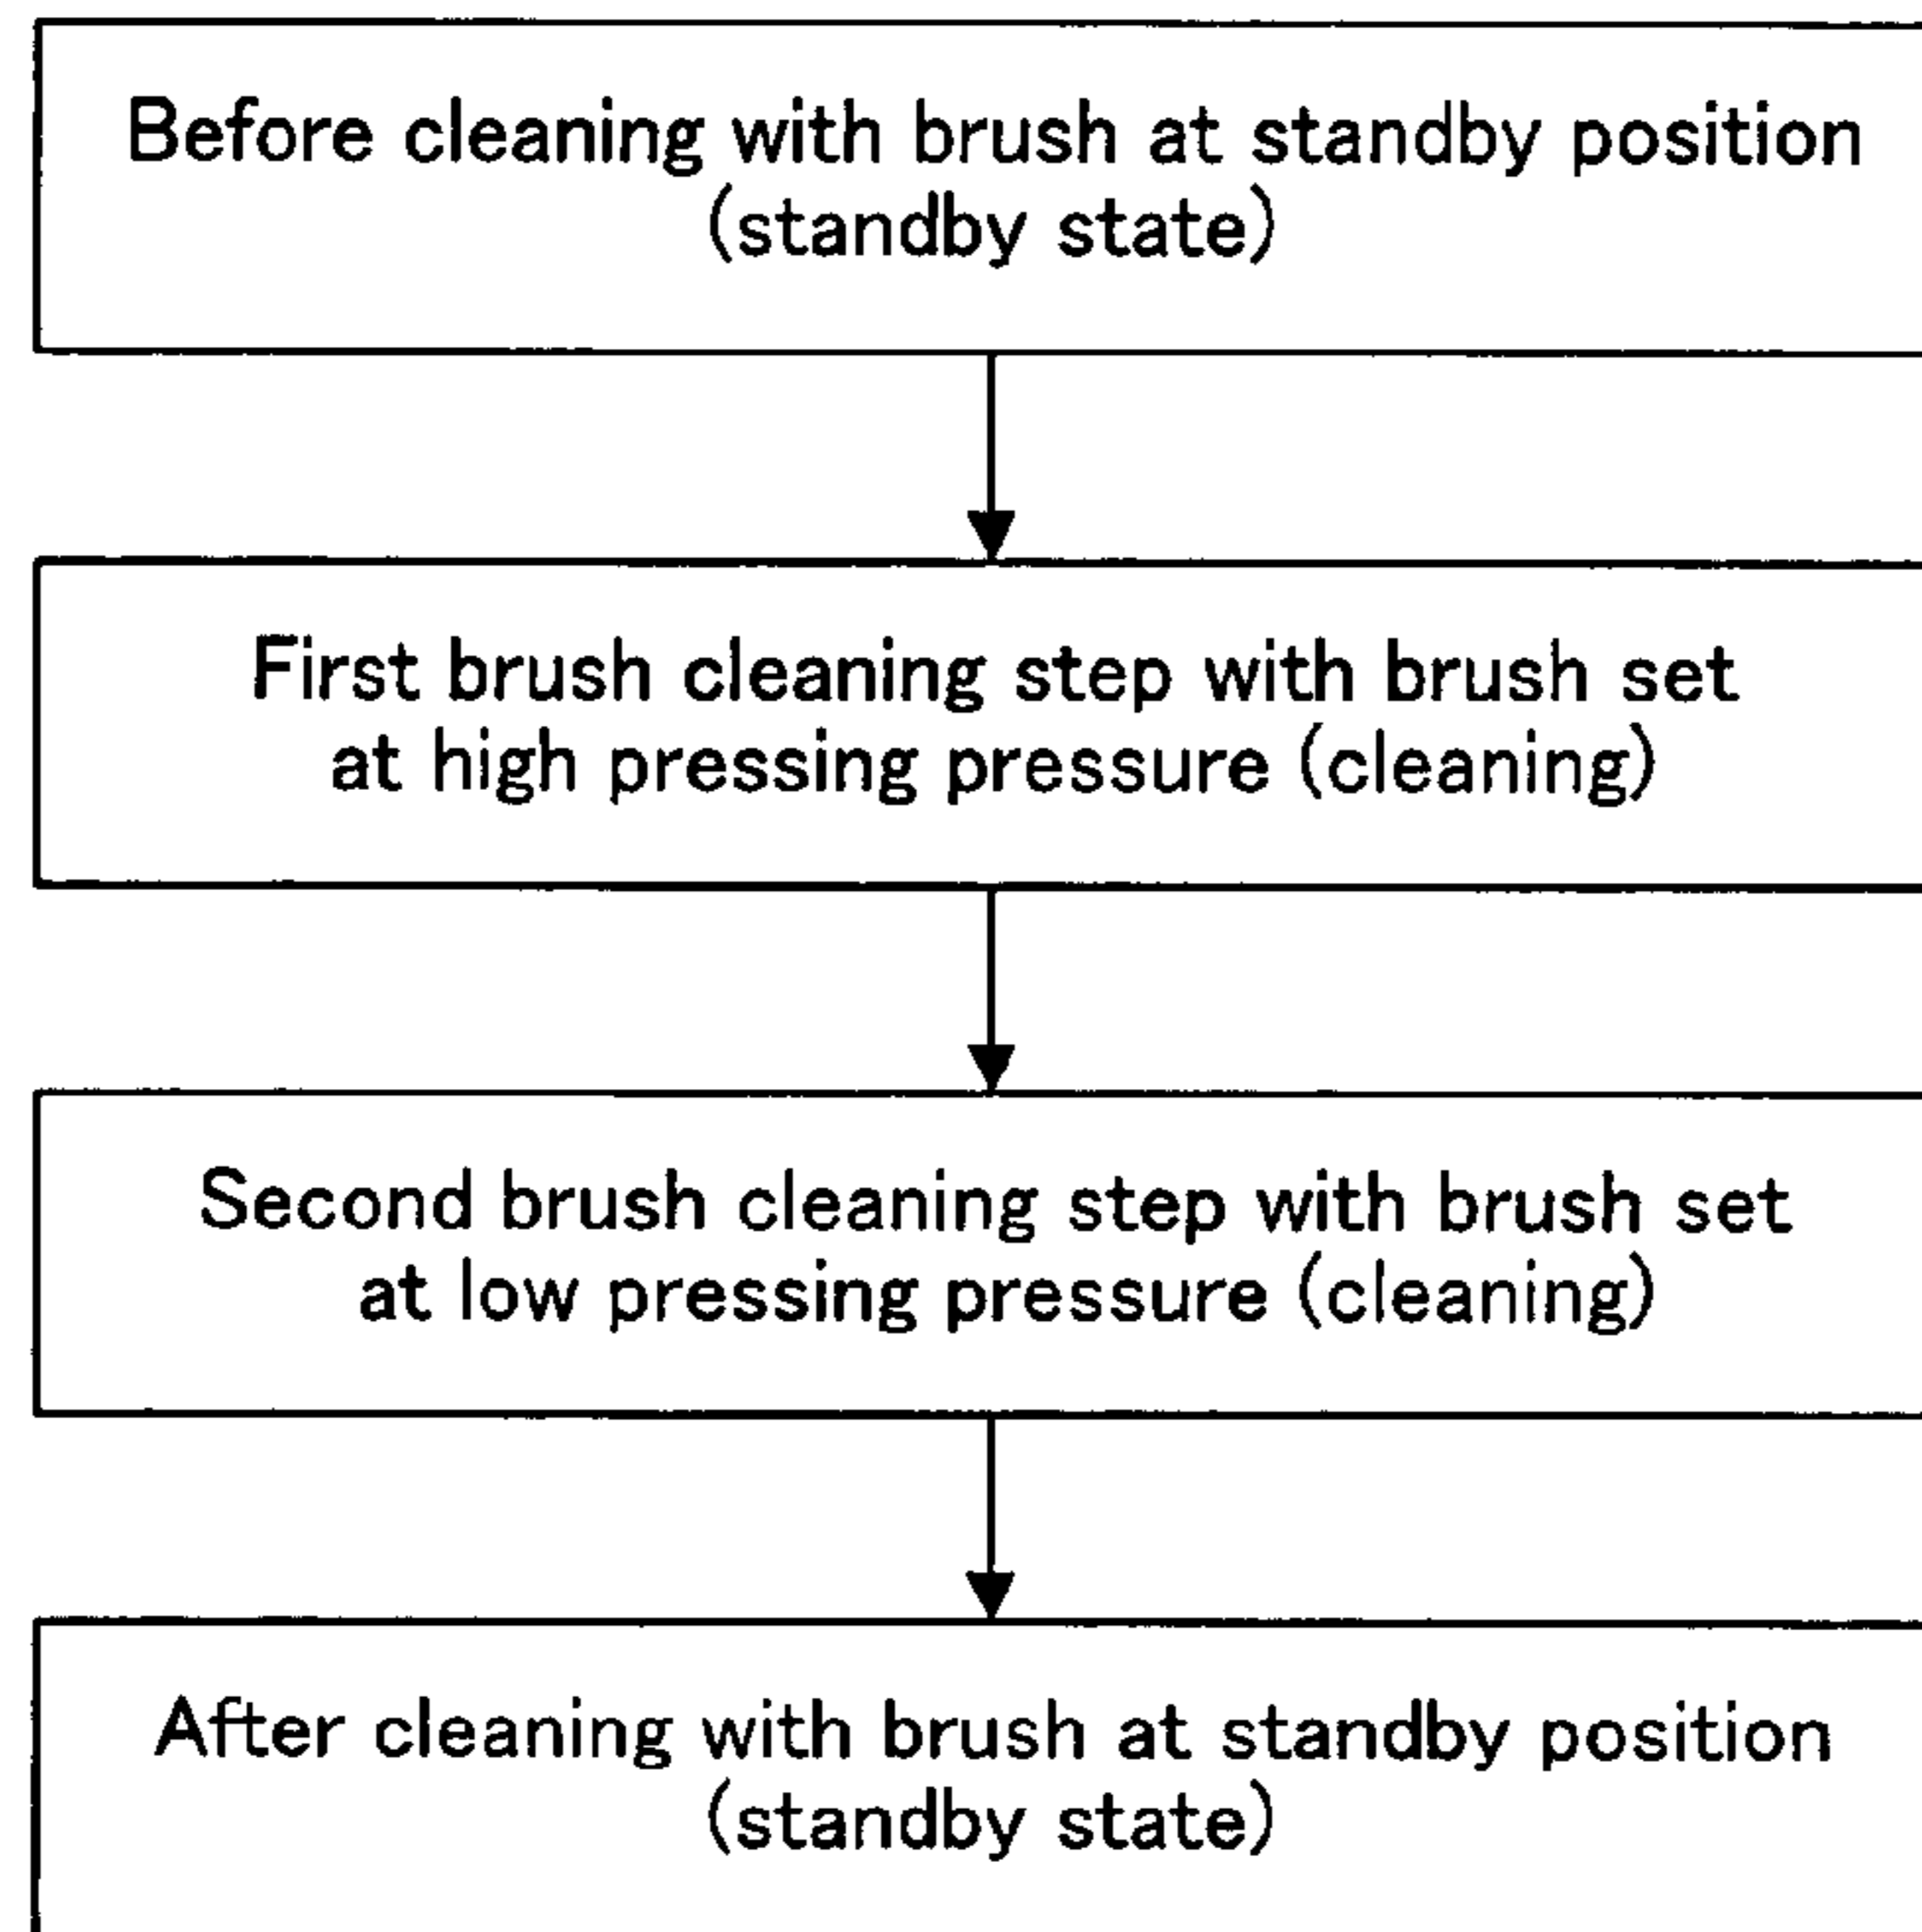 Before cleaning with brush at standby position
(standby state)
First brush cleaning step with brush set
at high pressing pressure (cleaning)
Second brush cleaning step with brush set
at low pressing pressure (cleaning)
After cleaning with brush at standby position
(standby state)